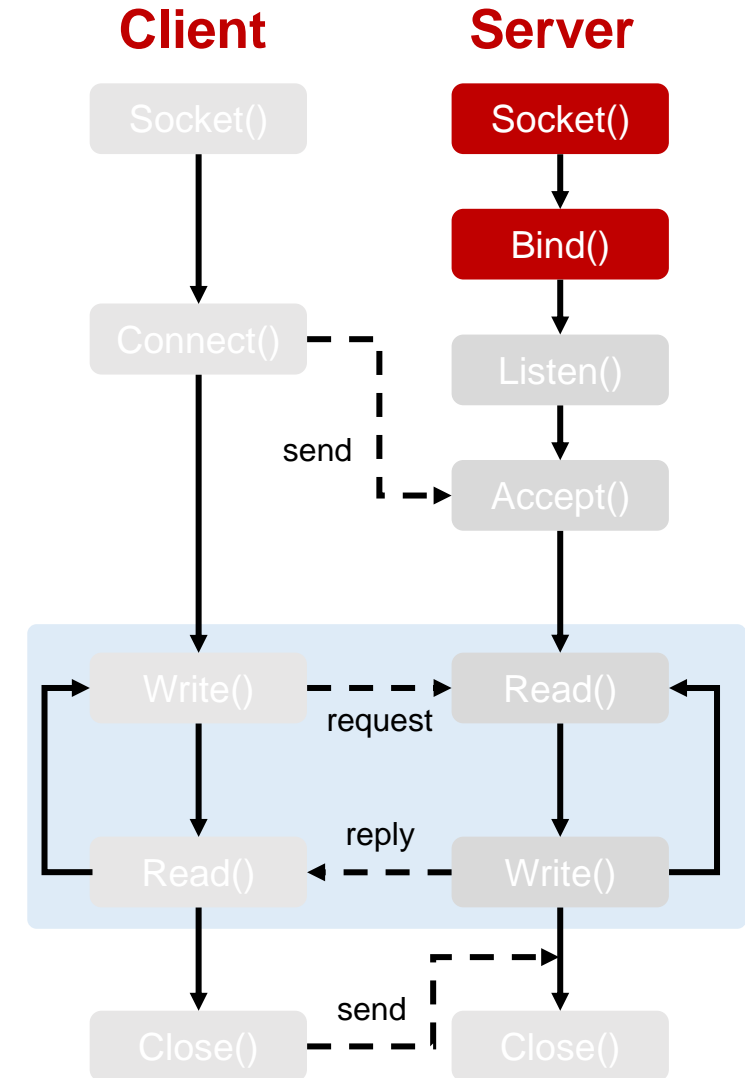 Client Server
Socket() Socket()
Bind()
Connect() Listen()
send
Accept()
Write() Read()
request
reply
Read() Write()
send
Close() Close()